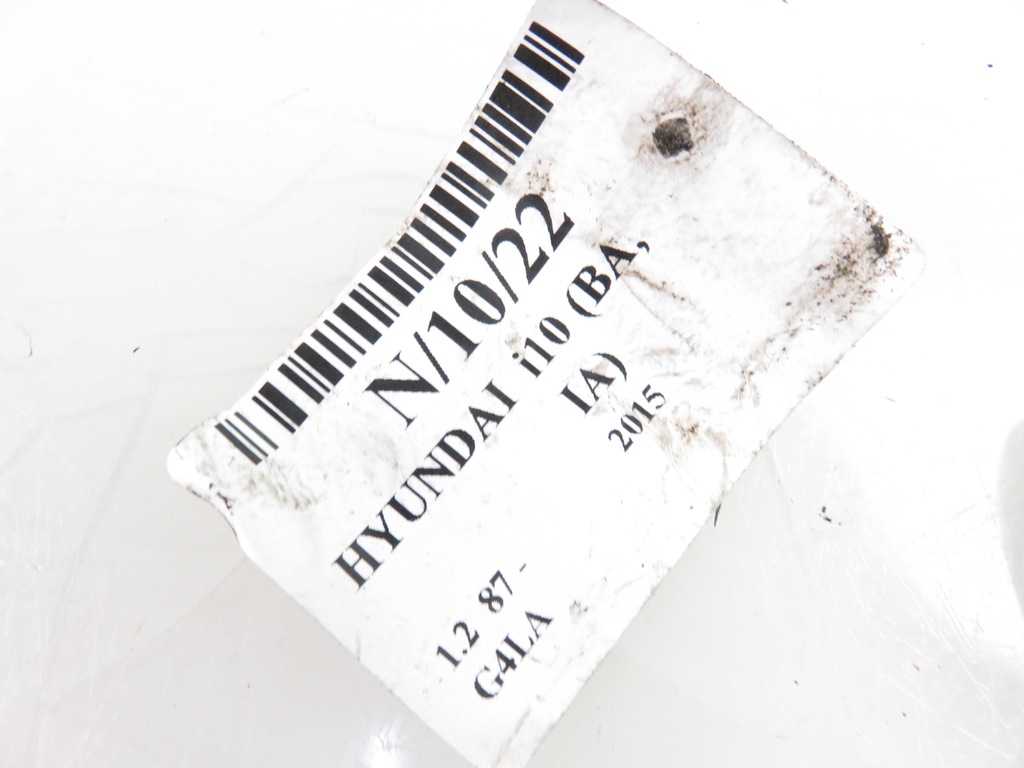 N/10/22
HYUNDAI i10 (BA,
IA)
2015
1.2 87 -
G4LA